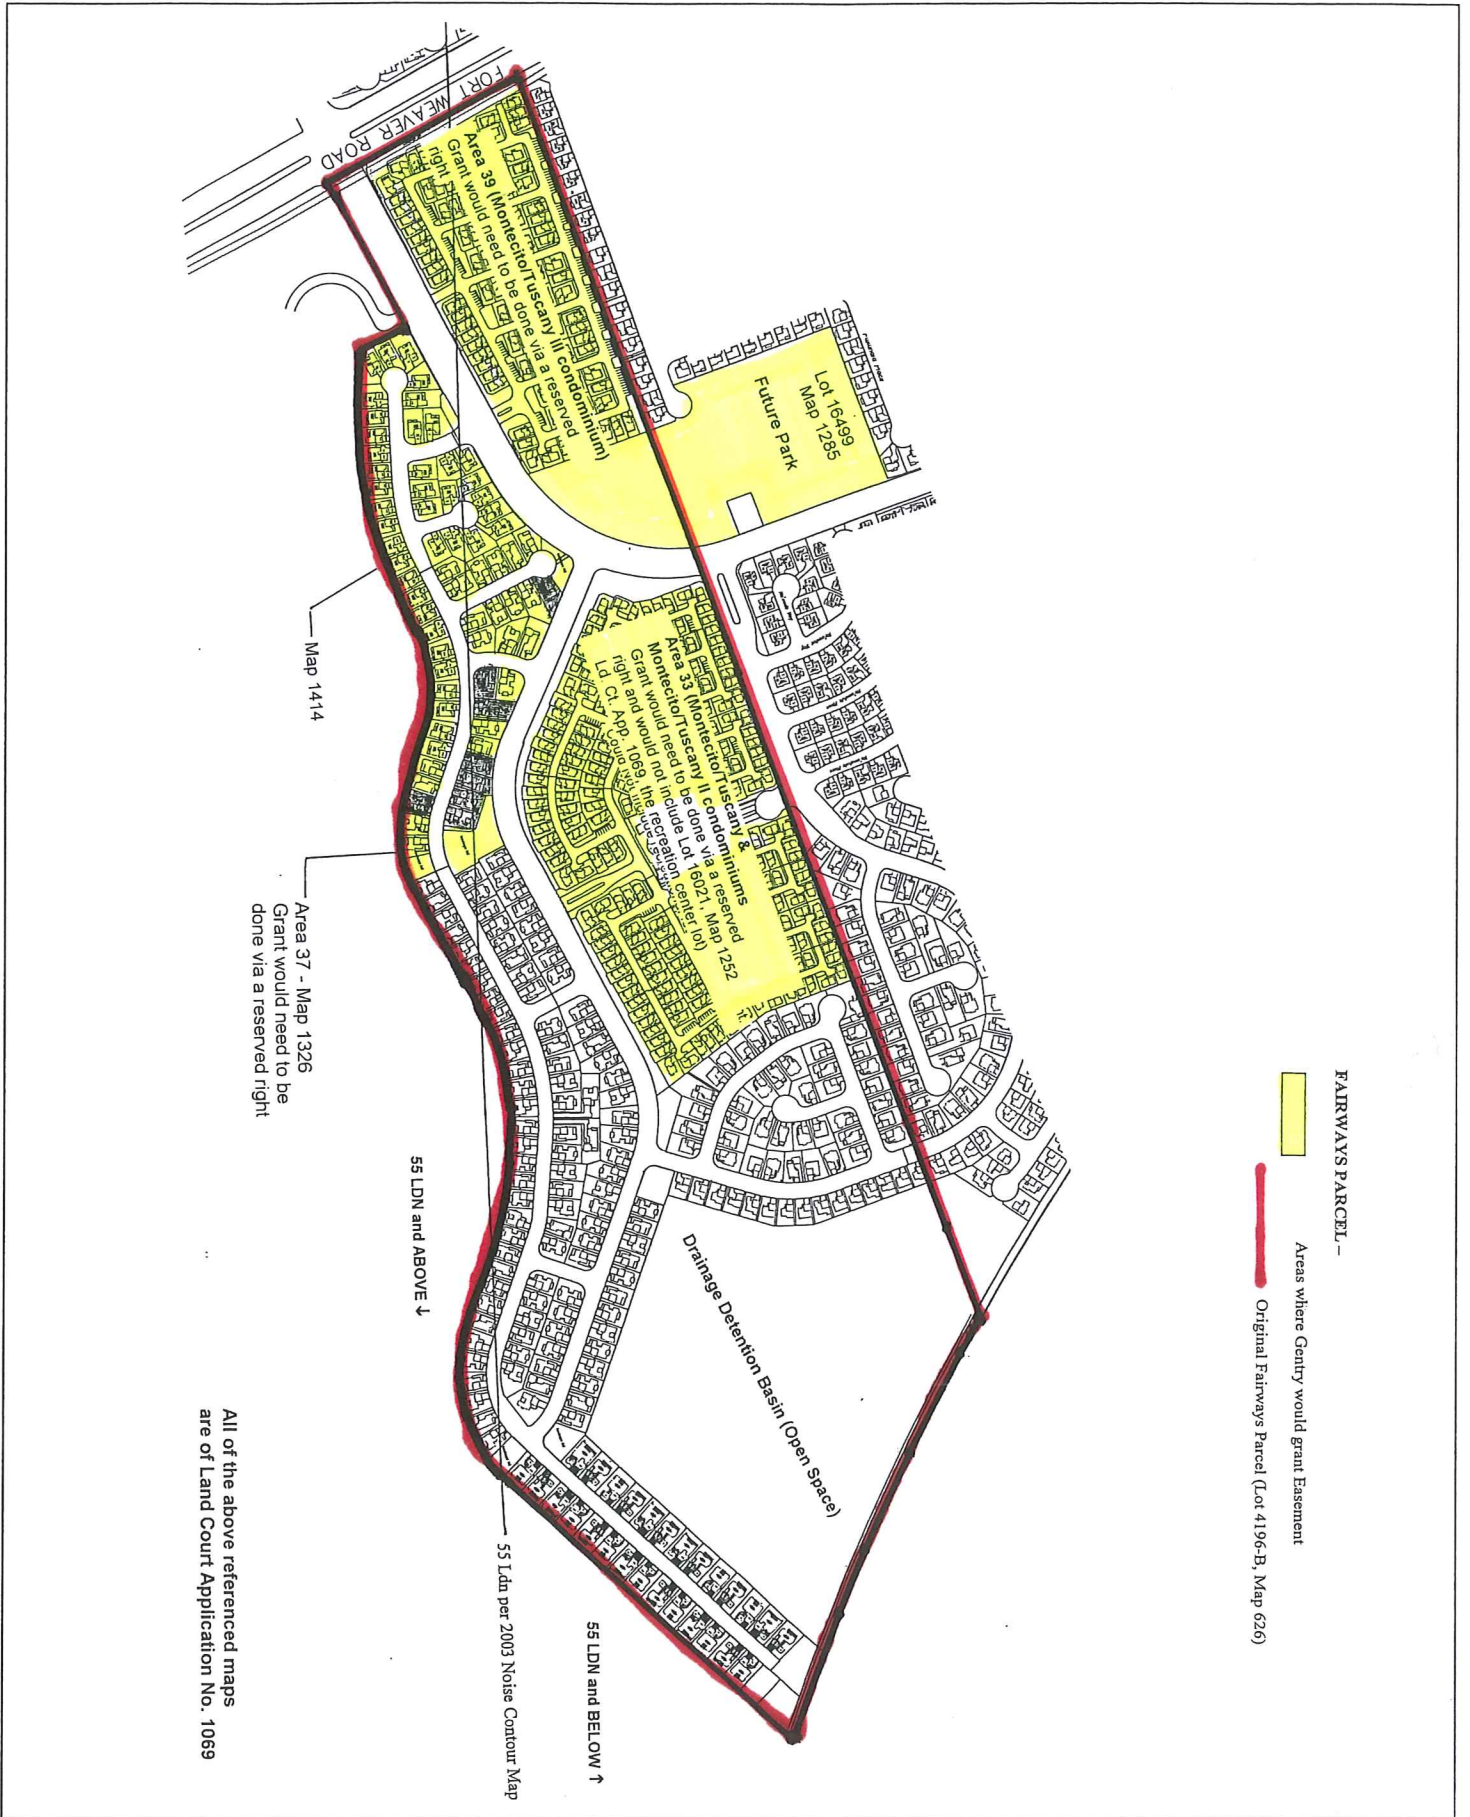 FAIRWAYS PARCEL –
Areas where Gentry would grant Easement
Original Fairways Parcel (Lot 4196-B, Map 626)
FORT WEAVER ROAD
Area 39 (Montecito/Tuscany III condominium)
Grant would need to be done via a reserved
right
Lot 16499
Map 1285
Future Park
Area 33 (Montecito/Tuscany &
Montecito/Tuscany II condominiums
Grant would need to be done via a reserved
right and would not include Lot 16021, Map 1252
Ld. Ct. App. 1069, the recreation center lot)
Map 1414
Area 37 - Map 1326
Grant would need to be
done via a reserved right
Drainage Detention Basin (Open Space)
55 LDN and ABOVE ↓
55 LDN and BELOW ↑
55 Ldn per 2003 Noise Contour Map
All of the above referenced maps
are of Land Court Application No. 1069